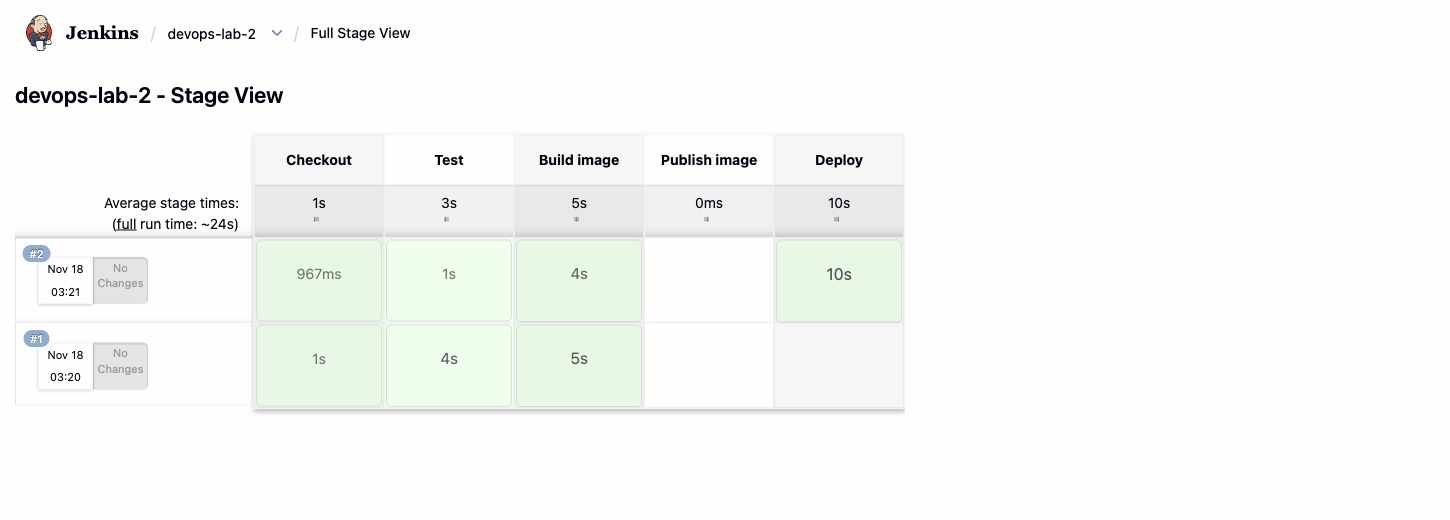 Jenkins / devops-lab-2 / Full Stage View
devops-lab-2 - Stage View
Checkout Test Build image Publish image Deploy
Average stage times: 1s 3s 5s 0ms 10s
(full run time: ~24s)
#2
Nov 18 No
Changes
03:21
967ms 1s 4s 10s
#1
Nov 18 No
Changes
03:20
1s 4s 5s